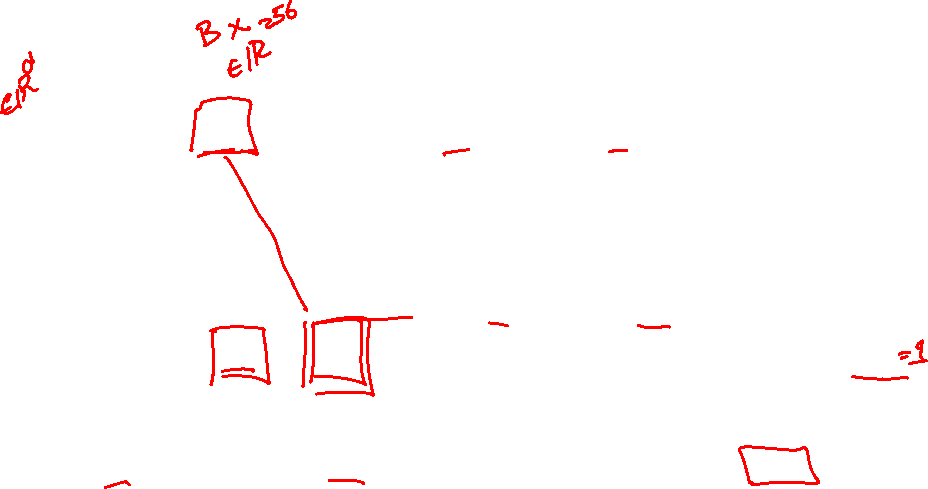 B x 256
∈ ℝ
∈ ℝ^d
=1